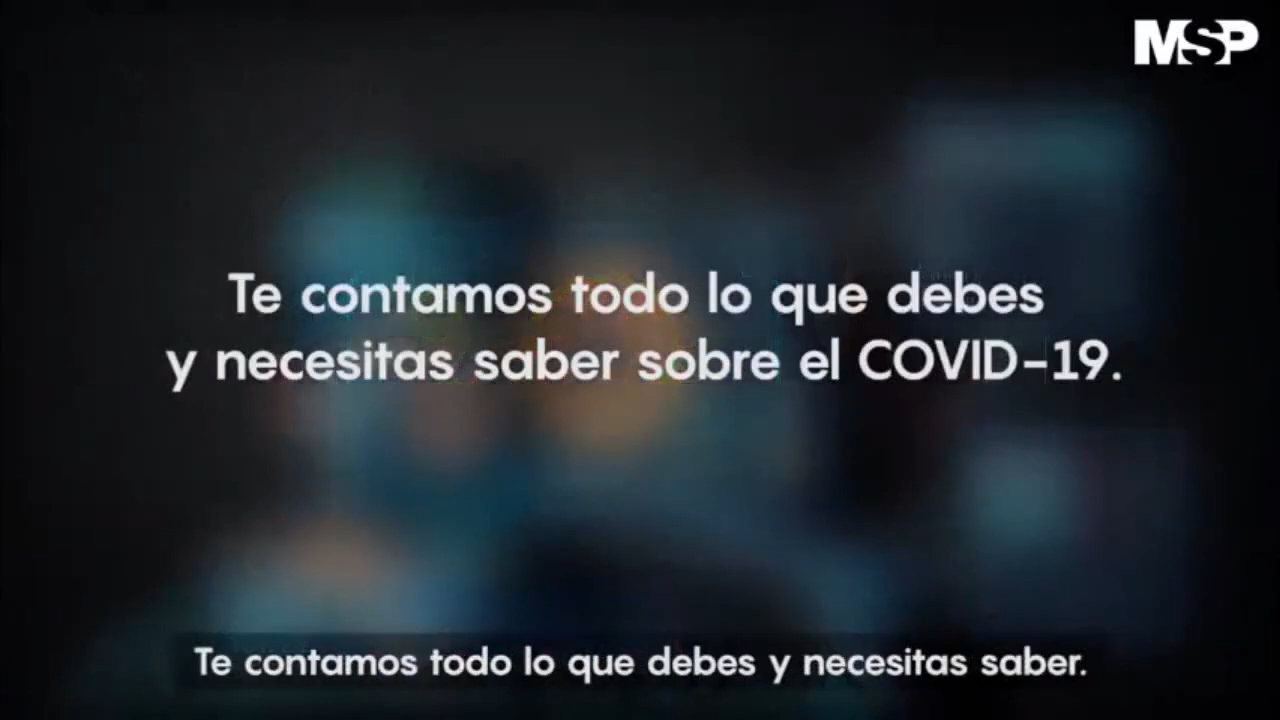 MSP
Te contamos todo lo que debes
y necesitas saber sobre el COVID-19.
Te contamos todo lo que debes y necesitas saber.